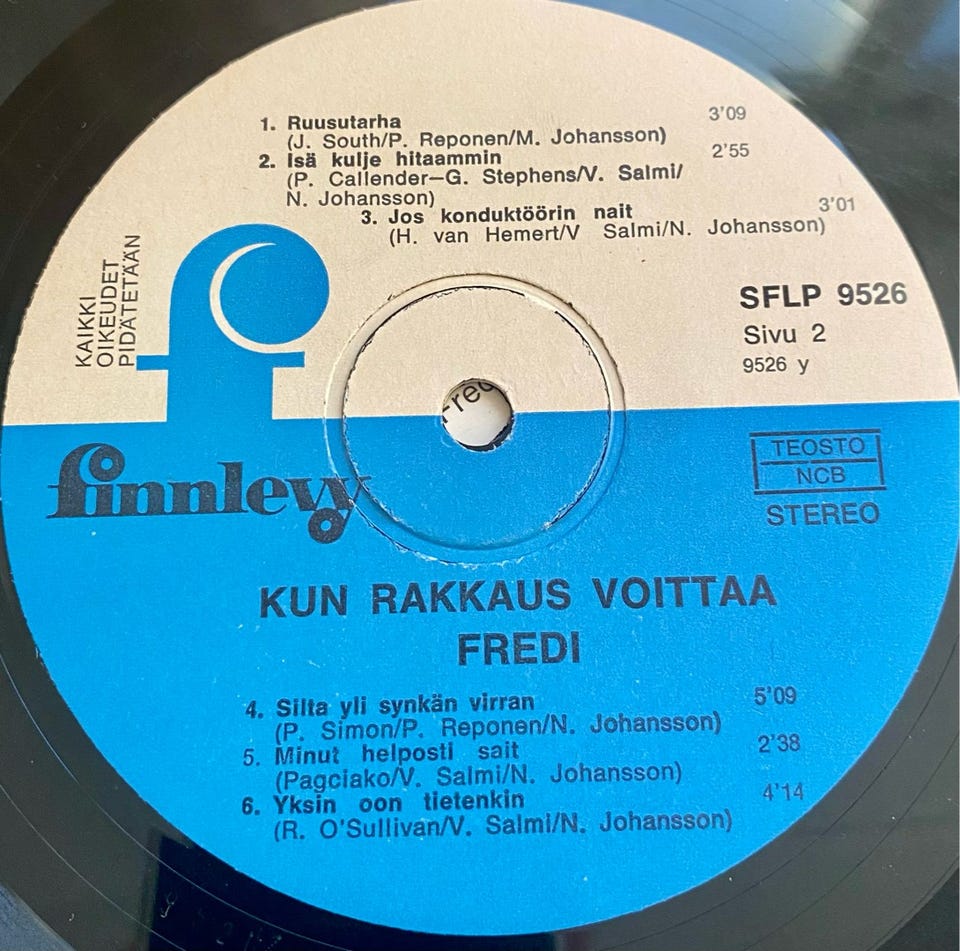 1. Ruusutarha 3'09
(J. South/P. Reponen/M. Johansson)
2. Isä kulje hitaammin 2'55
(P. Callender–G. Stephens/V. Salmi/
N. Johansson)
3. Jos konduktöörin nait 3'01
(H. van Hemert/V Salmi/N. Johansson)
KAIKKI
OIKEUDET
PIDÄTETÄÄN
SFLP 9526
Sivu 2
9526 y
Fred
finnlevy
TEOSTO
NCB
STEREO
KUN RAKKAUS VOITTAA
FREDI
4. Silta yli synkän virran 5'09
(P. Simon/P. Reponen/N. Johansson)
5. Minut helposti sait 2'38
(Pagciako/V. Salmi/N. Johansson)
6. Yksin oon tietenkin 4'14
(R. O'Sullivan/V. Salmi/N. Johansson)